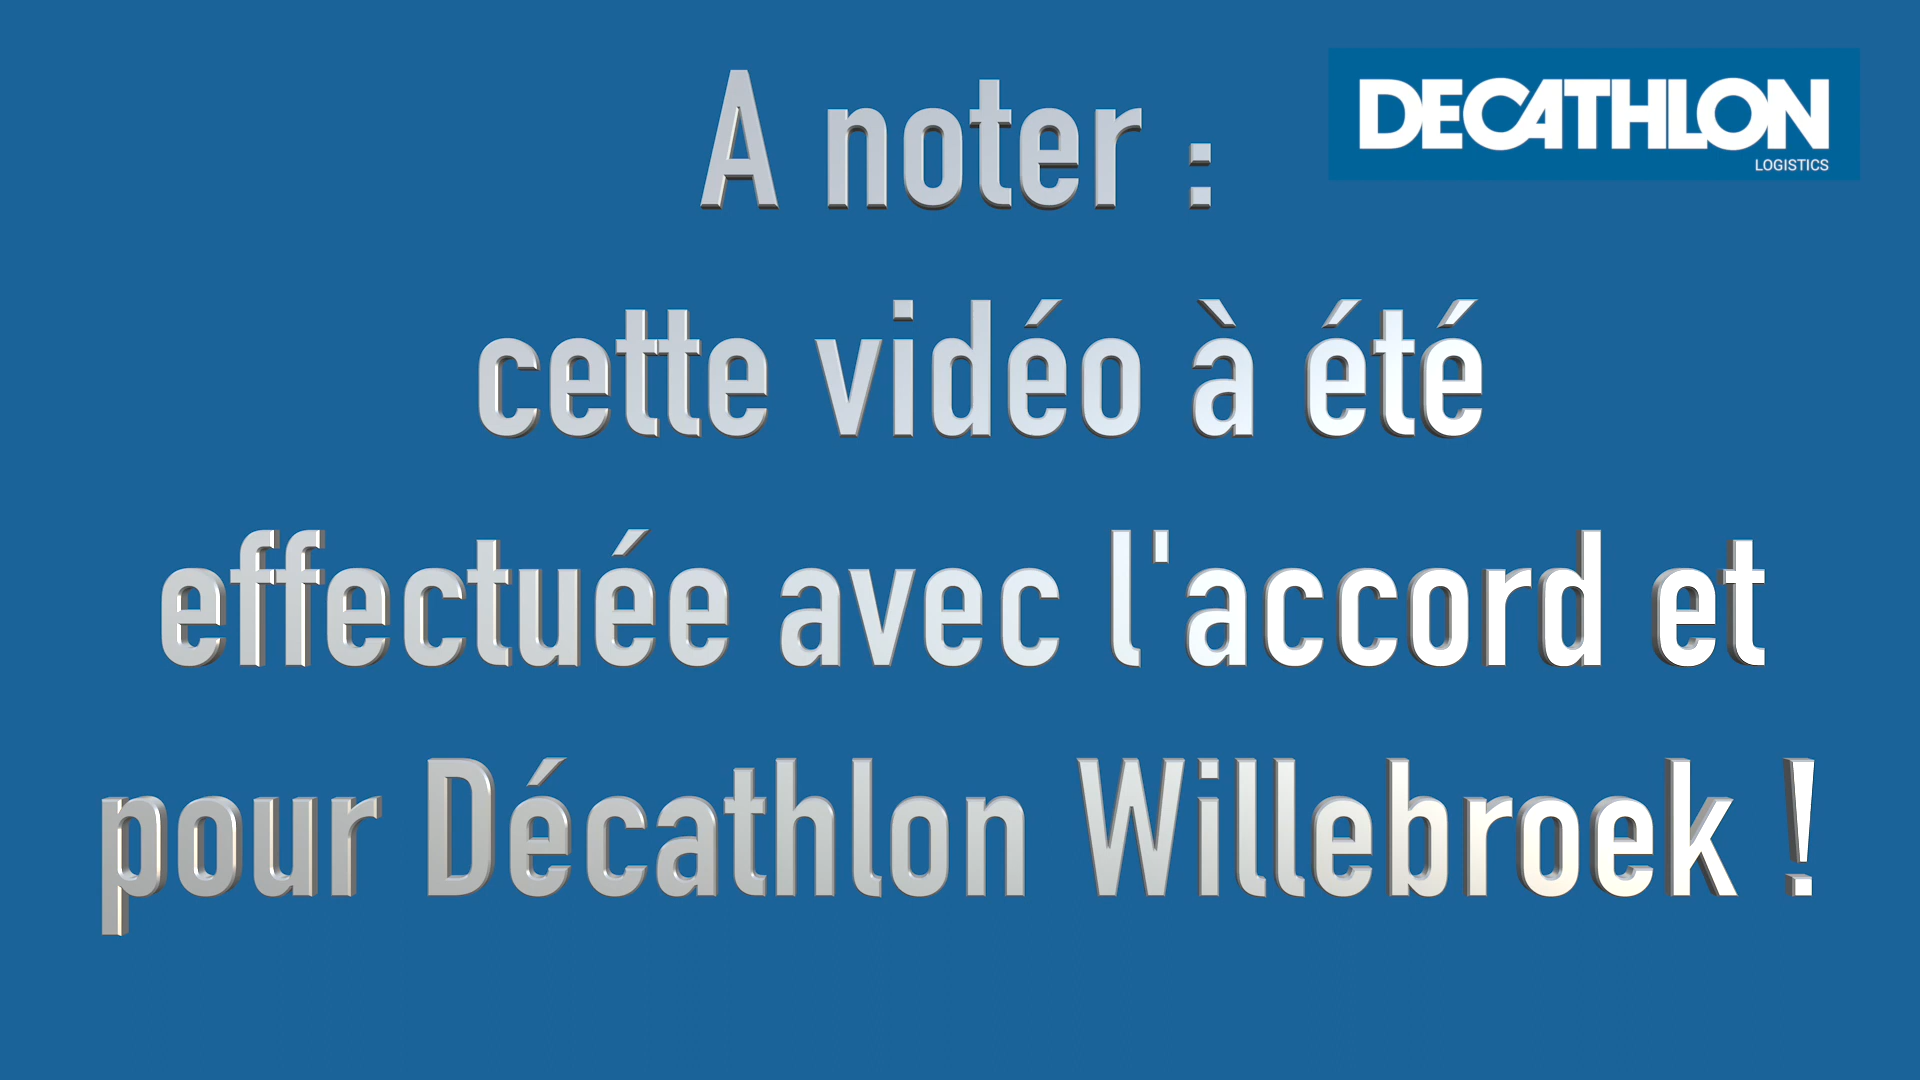 A noter :
DECATHLON
LOGISTICS
cette vidéo à été
effectuée avec l'accord et
pour Décathlon Willebroek !